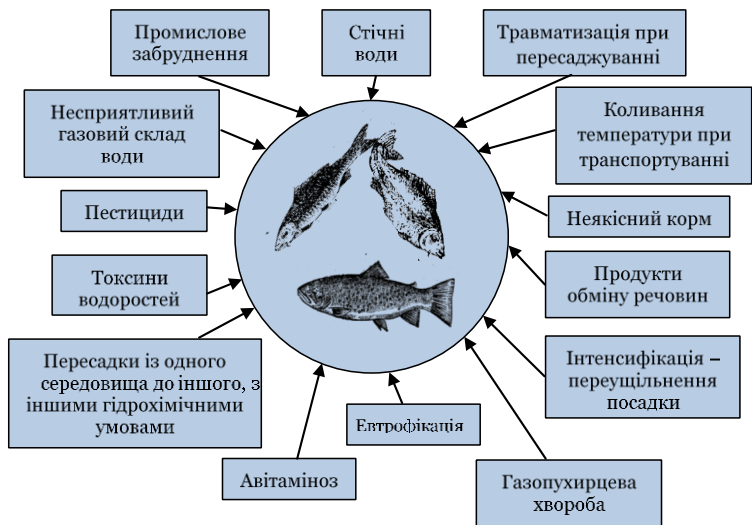 Промислове
забруднення
Стічні
води
Травматизація при
пересаджуванні
Несприятливий
газовий склад
води
Коливання
температури при
транспортуванні
Пестициди
Неякісний корм
Токсини
водоростей
Продукти
обміну речовин
Пересадки із одного
середовища до іншого, з
іншими гідрохімічними
умовами
Інтенсифікація –
переущільнення
посадки
Евтрофікація
Авітаміноз
Газопухирцева
хвороба